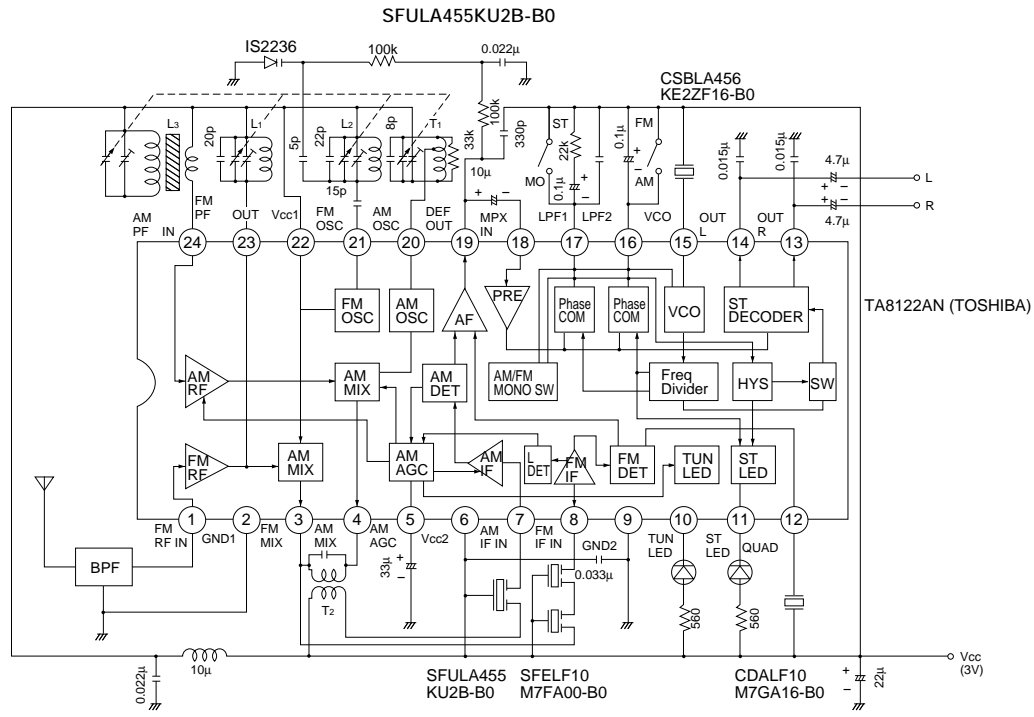 SFULA455KU2B-B0
IS2236
100k
0.022μ
CSBLA456
KE2ZF16-B0
L3
20p
L1
5p
22p
L2
8p
T1
33k
100k
330p
10μ
15p
ST
MO
22k
0.1μ
0.1μ
FM
AM
0.015μ
0.015μ
4.7μ
4.7μ
L
R
+
−
AM PF
FM PF
IN
OUT
Vcc1
FM OSC
AM OSC
DEF OUT
MPX IN
LPF1
LPF2
VCO
OUT L
OUT R
24
23
22
21
20
19
18
17
16
15
14
13
TA8122AN (TOSHIBA)
FM OSC
AM OSC
AF
PRE
Phase COM
Phase COM
VCO
ST DECODER
AM RF
AM MIX
AM DET
AM/FM MONO SW
Freq Divider
HYS
SW
FM RF
AM MIX
AM AGC
AM IF
L DET
FM IF
FM DET
TUN LED
ST LED
1
2
3
4
5
6
7
8
9
10
11
12
FM RF IN
GND1
FM MIX
AM MIX
AM AGC
Vcc2
AM IF IN
FM IF IN
GND2
TUN LED
ST LED
QUAD
BPF
T2
33μ
+
−
0.033μ
560
560
0.022μ
10μ
SFULA455
KU2B-B0
SFELF10
M7FA00-B0
CDALF10
M7GA16-B0
22μ
+
−
Vcc
(3V)